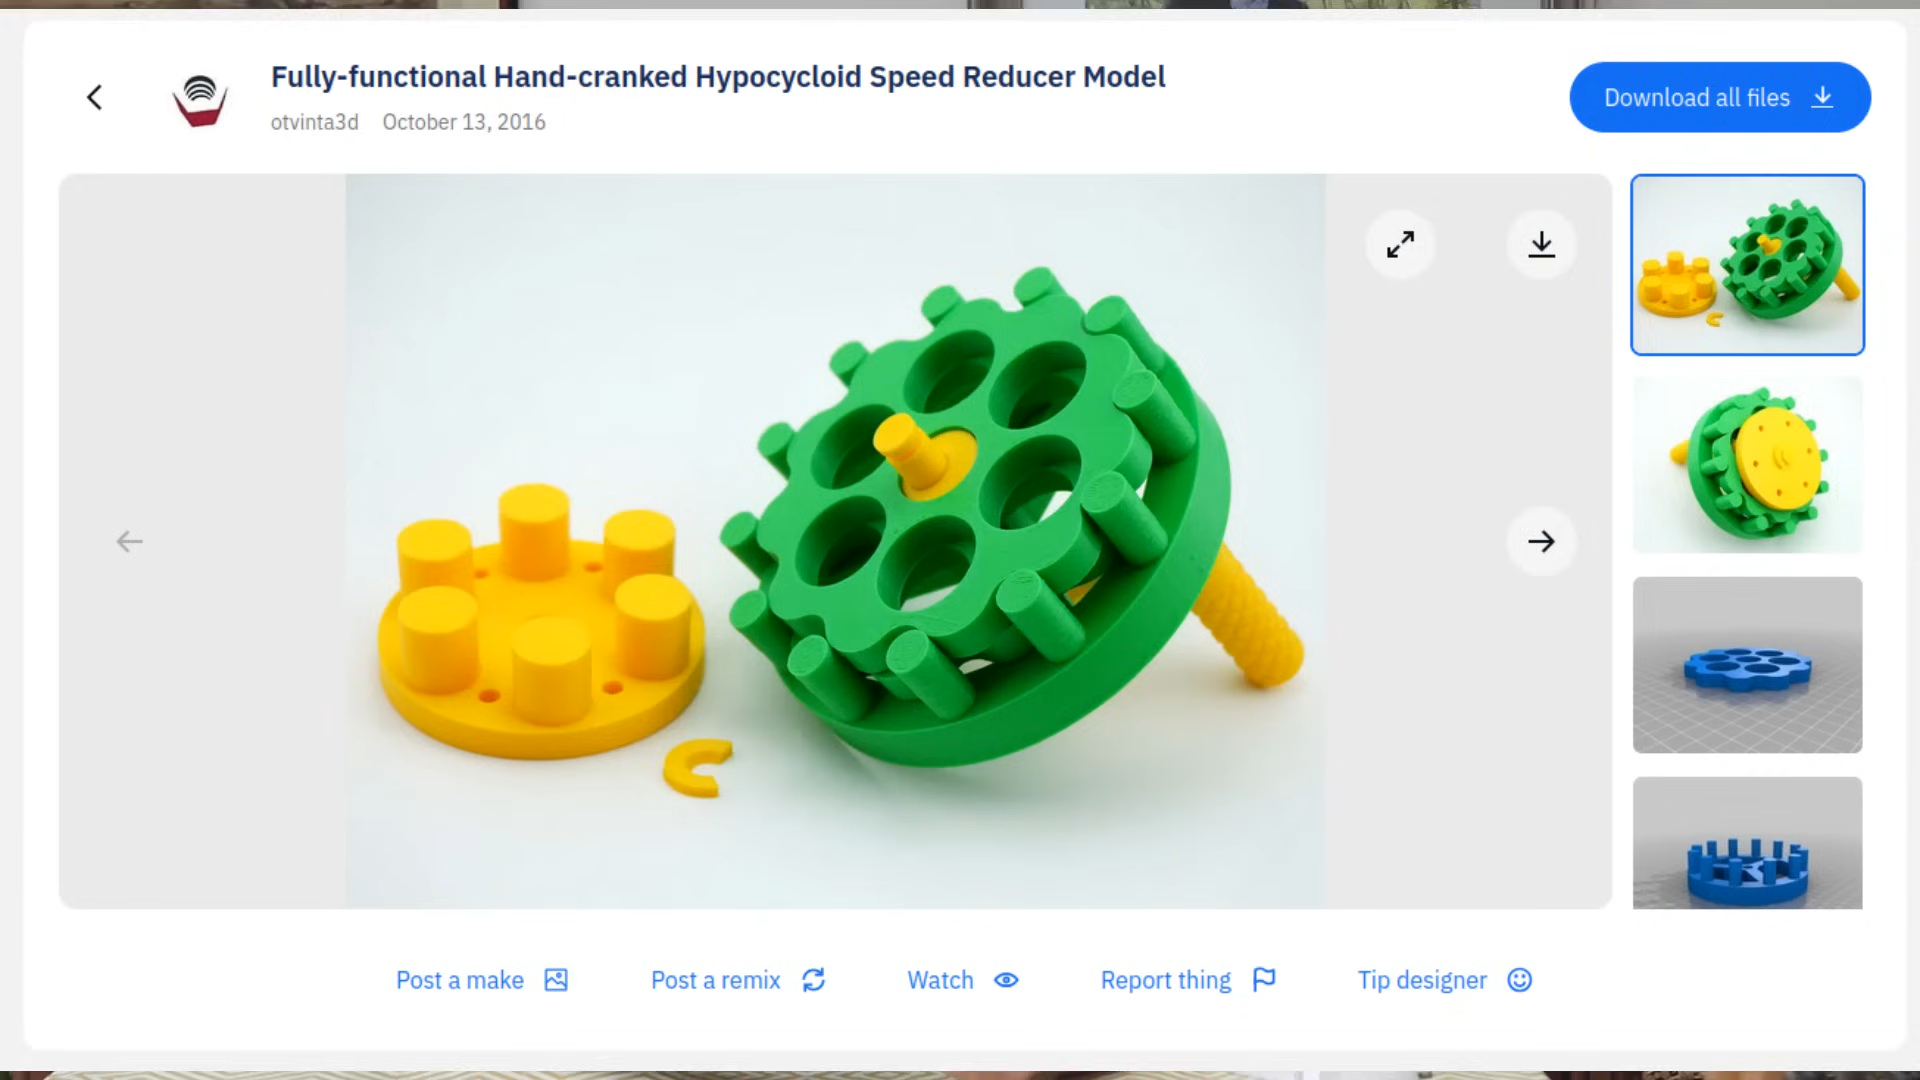 Fully-functional Hand-cranked Hypocycloid Speed Reducer Model
otvinta3d October 13, 2016
Download all files
Post a make
Post a remix
Watch
Report thing
Tip designer